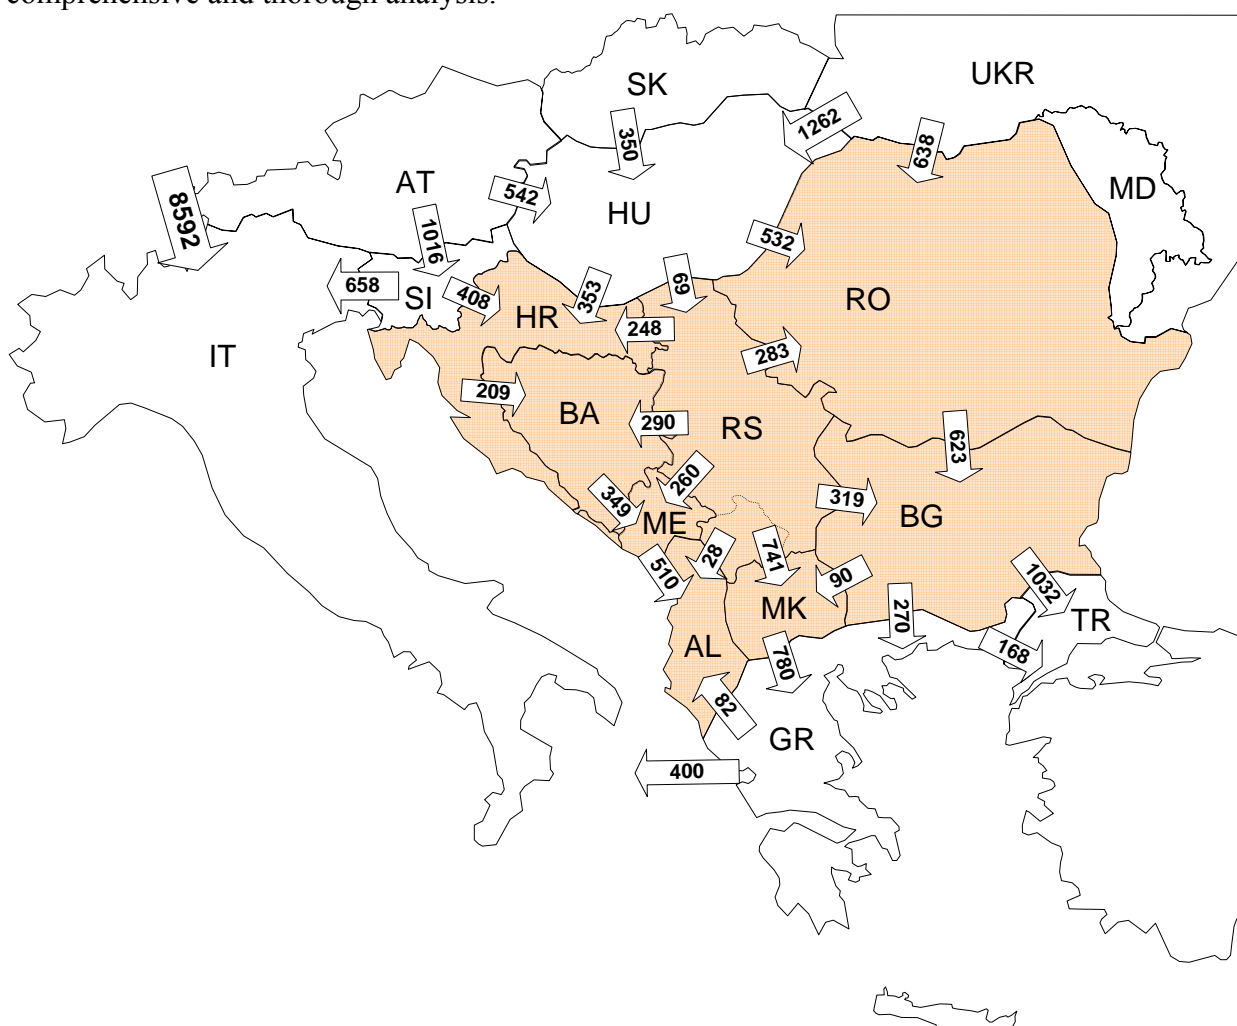 comprehensive and thorough analysis.
SK
UKR
350
1262
638
AT
542
HU
MD
8592
1016
532
658
SI
408
353
69
RO
HR
248
IT
283
209
BA
290
RS
623
349
260
ME
319
BG
510
28
741
90
1032
MK
270
TR
AL
780
168
82
GR
400